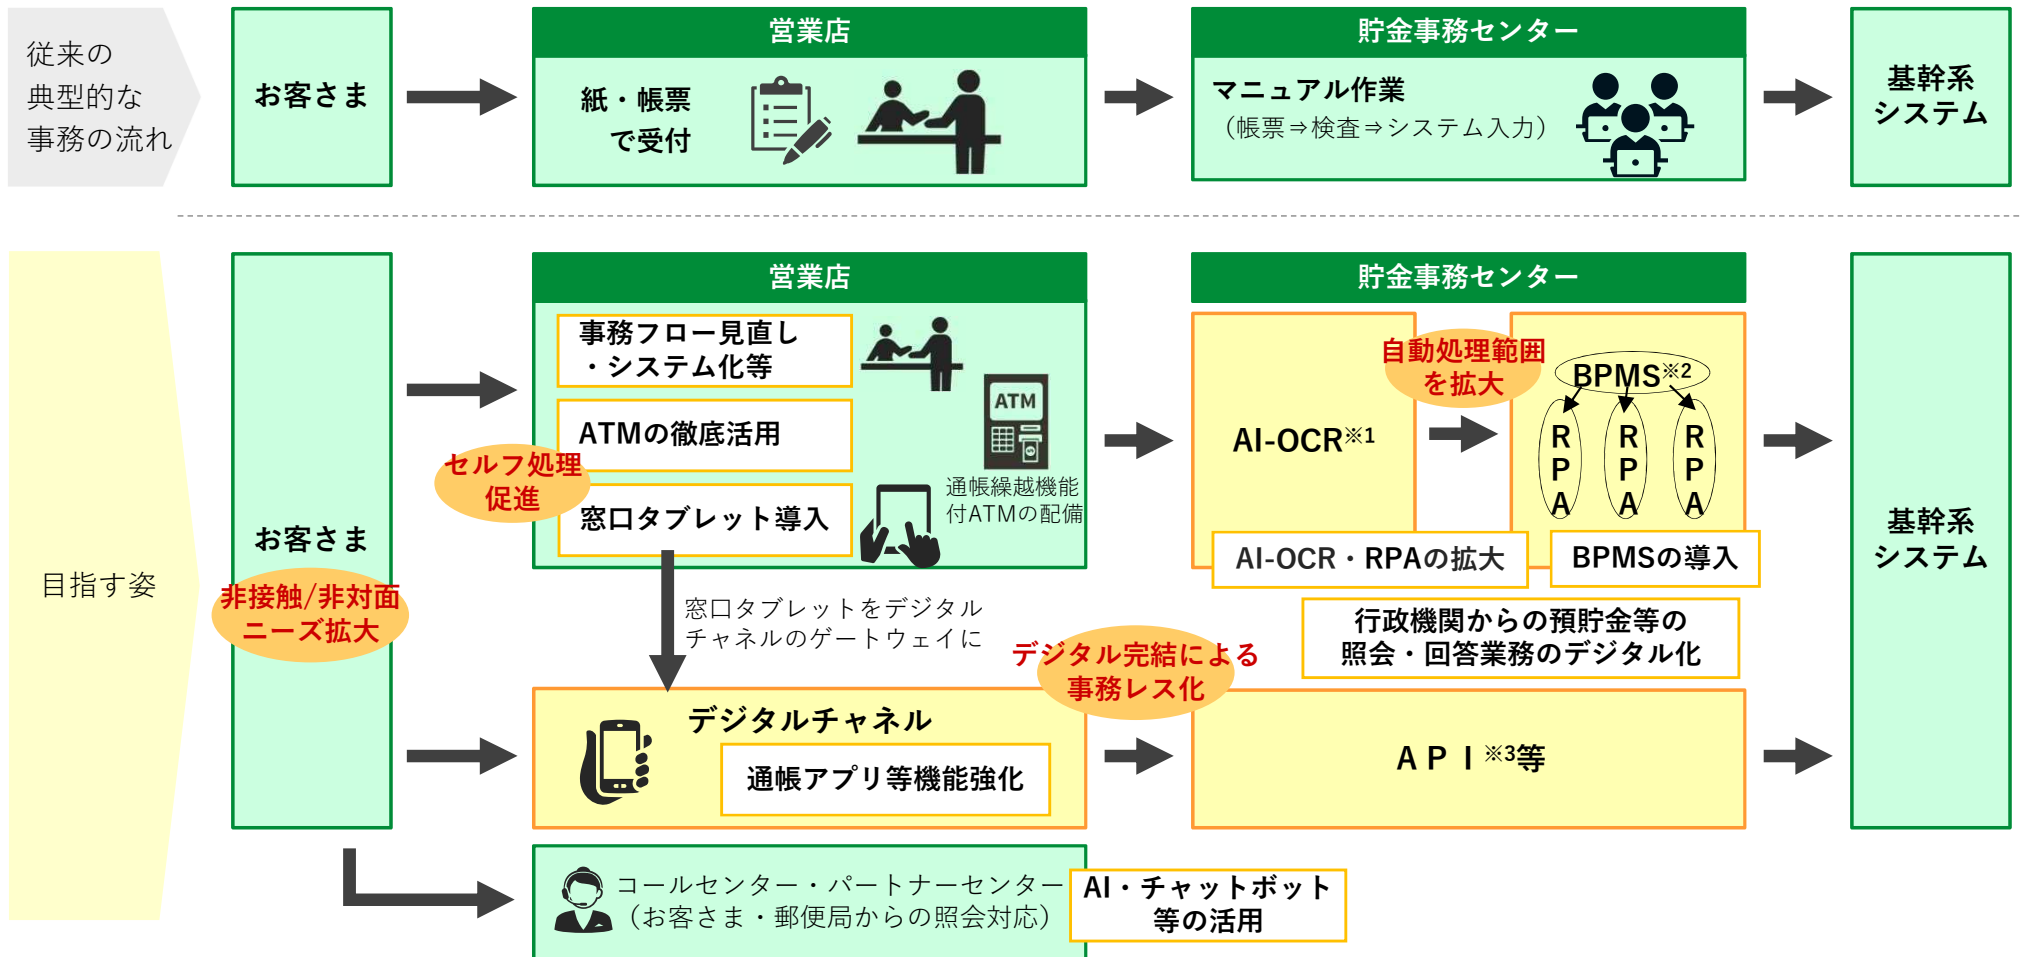 従来の
典型的な
事務の流れ
お客さま
営業店
紙・帳票
で受付
貯金事務センター
マニュアル作業
（帳票⇒検査⇒システム入力）
基幹系
システム
目指す姿
お客さま
非接触/非対面
ニーズ拡大
営業店
事務フロー見直し
・システム化等
ATMの徹底活用
セルフ処理
促進
窓口タブレット導入
ATM
通帳繰越機能
付ATMの配備
窓口タブレットをデジタル
チャネルのゲートウェイに
貯金事務センター
AI-OCR※1
自動処理範囲
を拡大
BPMS※2
RPA
RPA
RPA
AI-OCR・RPAの拡大
BPMSの導入
行政機関からの預貯金等の
照会・回答業務のデジタル化
デジタル完結による
事務レス化
デジタルチャネル
通帳アプリ等機能強化
ＡＰＩ※3等
基幹系
システム
コールセンター・パートナーセンター
（お客さま・郵便局からの照会対応）
AI・チャットボット
等の活用